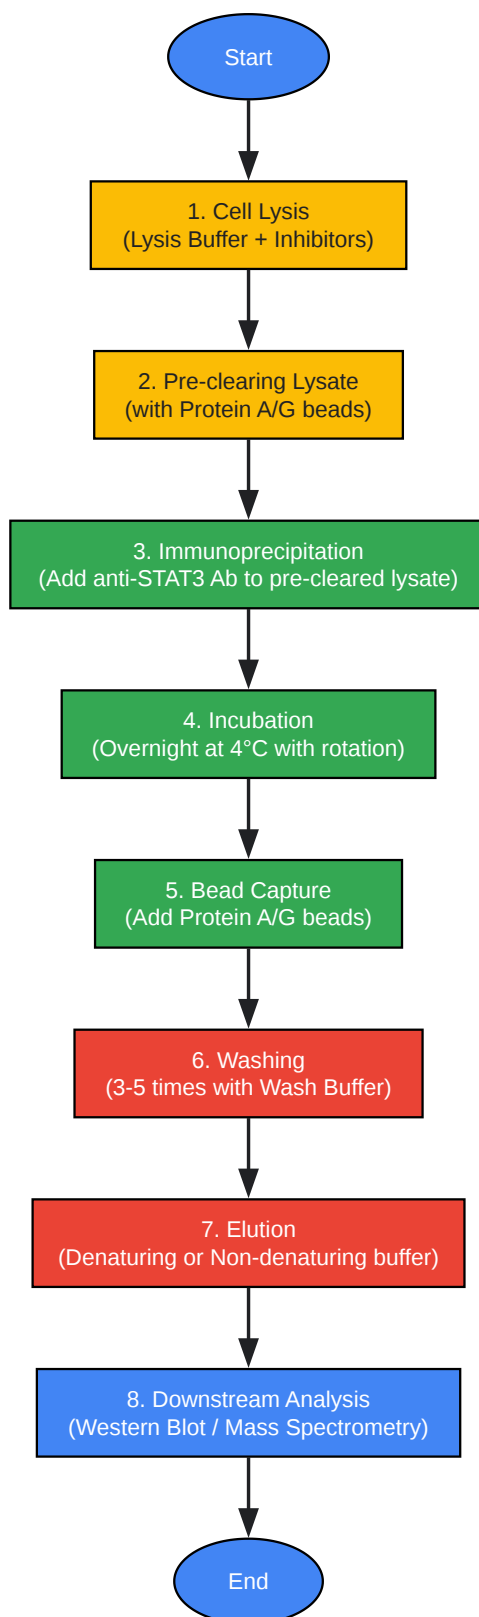 Start
1. Cell Lysis
(Lysis Buffer + Inhibitors)
2. Pre-clearing Lysate
(with Protein A/G beads)
3. Immunoprecipitation
(Add anti-STAT3 Ab to pre-cleared lysate)
4. Incubation
(Overnight at 4°C with rotation)
5. Bead Capture
(Add Protein A/G beads)
6. Washing
(3-5 times with Wash Buffer)
7. Elution
(Denaturing or Non-denaturing buffer)
8. Downstream Analysis
(Western Blot / Mass Spectrometry)
End